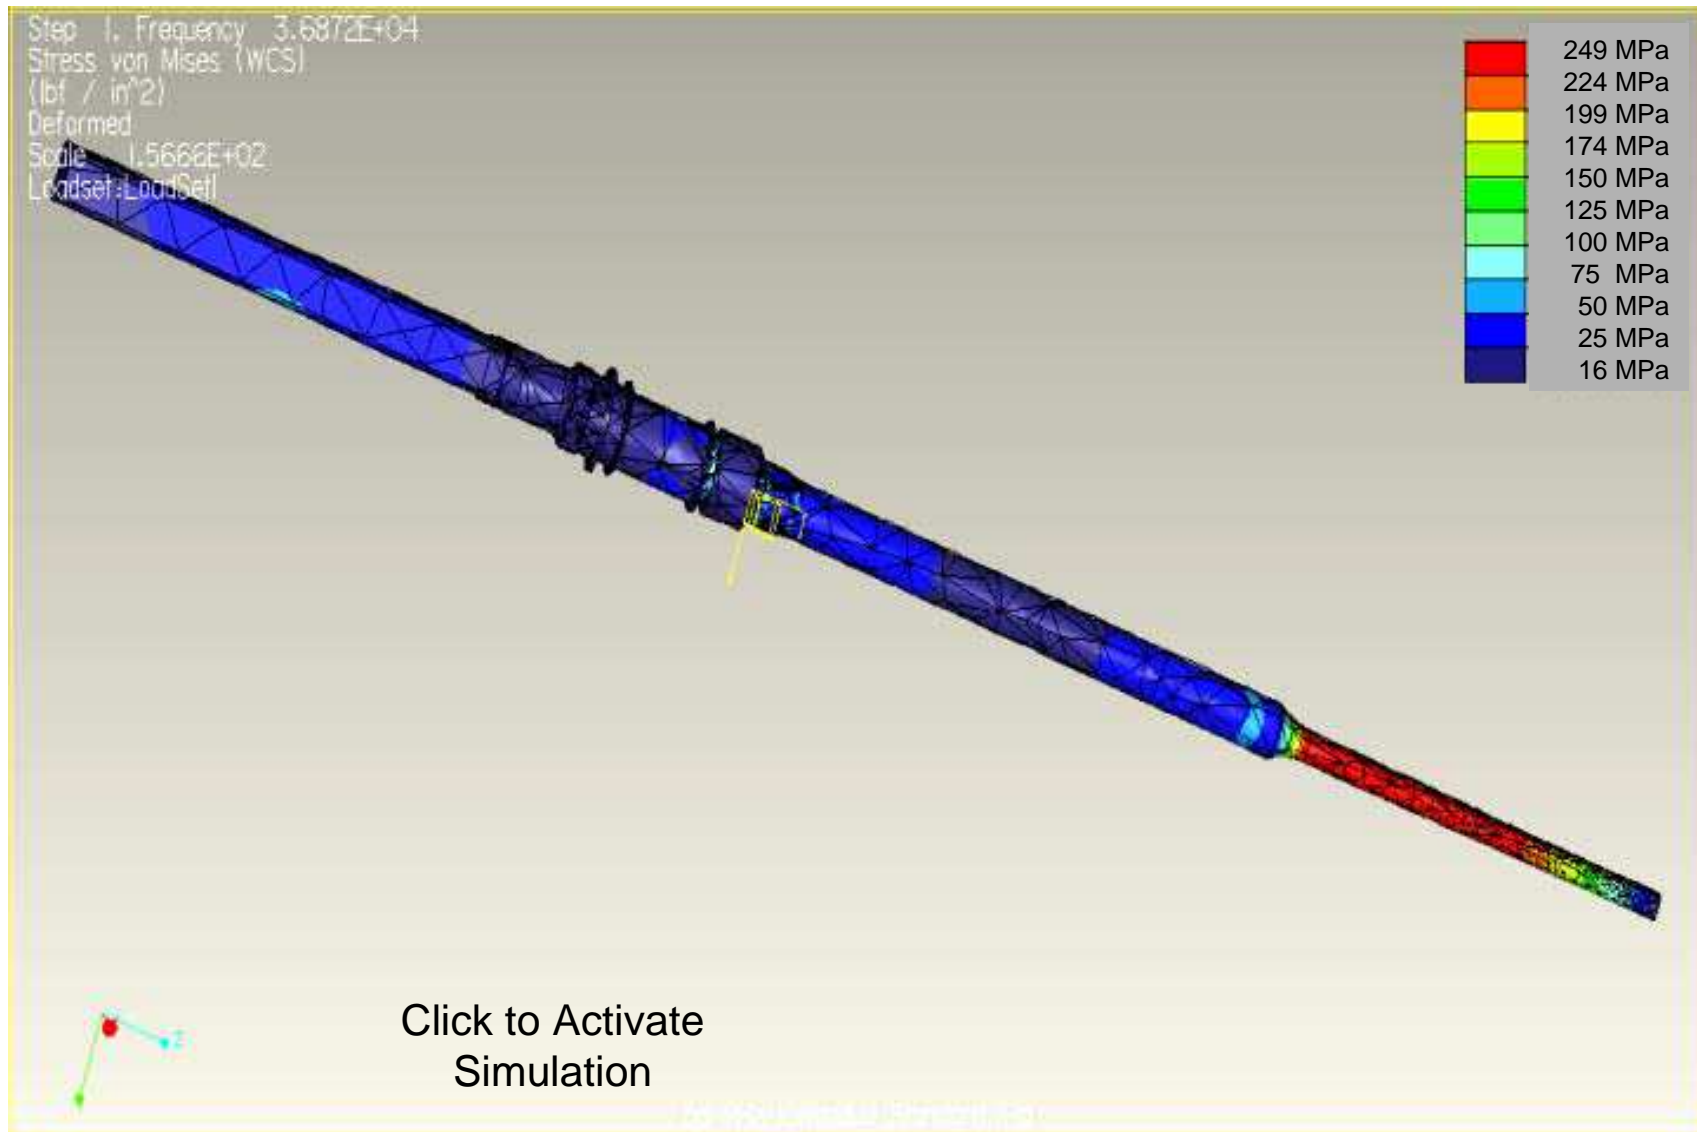 Step 1. Frequency 3.6872E+04
Stress von Mises (WCS)
(lbf / in^2)
Deformed
Scale 1.5666E+02
Loadset:LoadSet1
249 MPa
224 MPa
199 MPa
174 MPa
150 MPa
125 MPa
100 MPa
75 MPa
50 MPa
25 MPa
16 MPa
Z
Click to Activate
Simulation